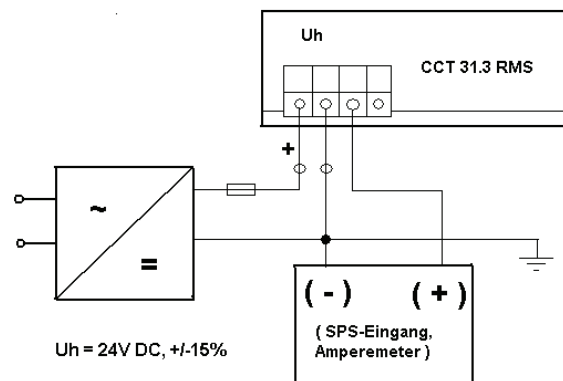 Uh
CCT 31.3 RMS
+
~
=
( - ) ( + )
( SPS-Eingang,
Amperemeter )
Uh = 24V DC, +/-15%